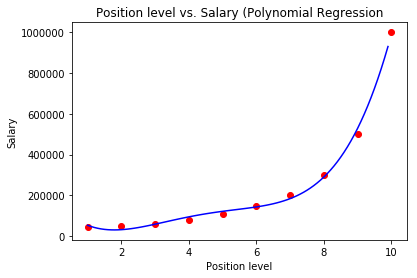 Position level vs. Salary (Polynomial Regression
1000000
800000
600000
400000
200000
0
Salary
2 4 6 8 10
Position level